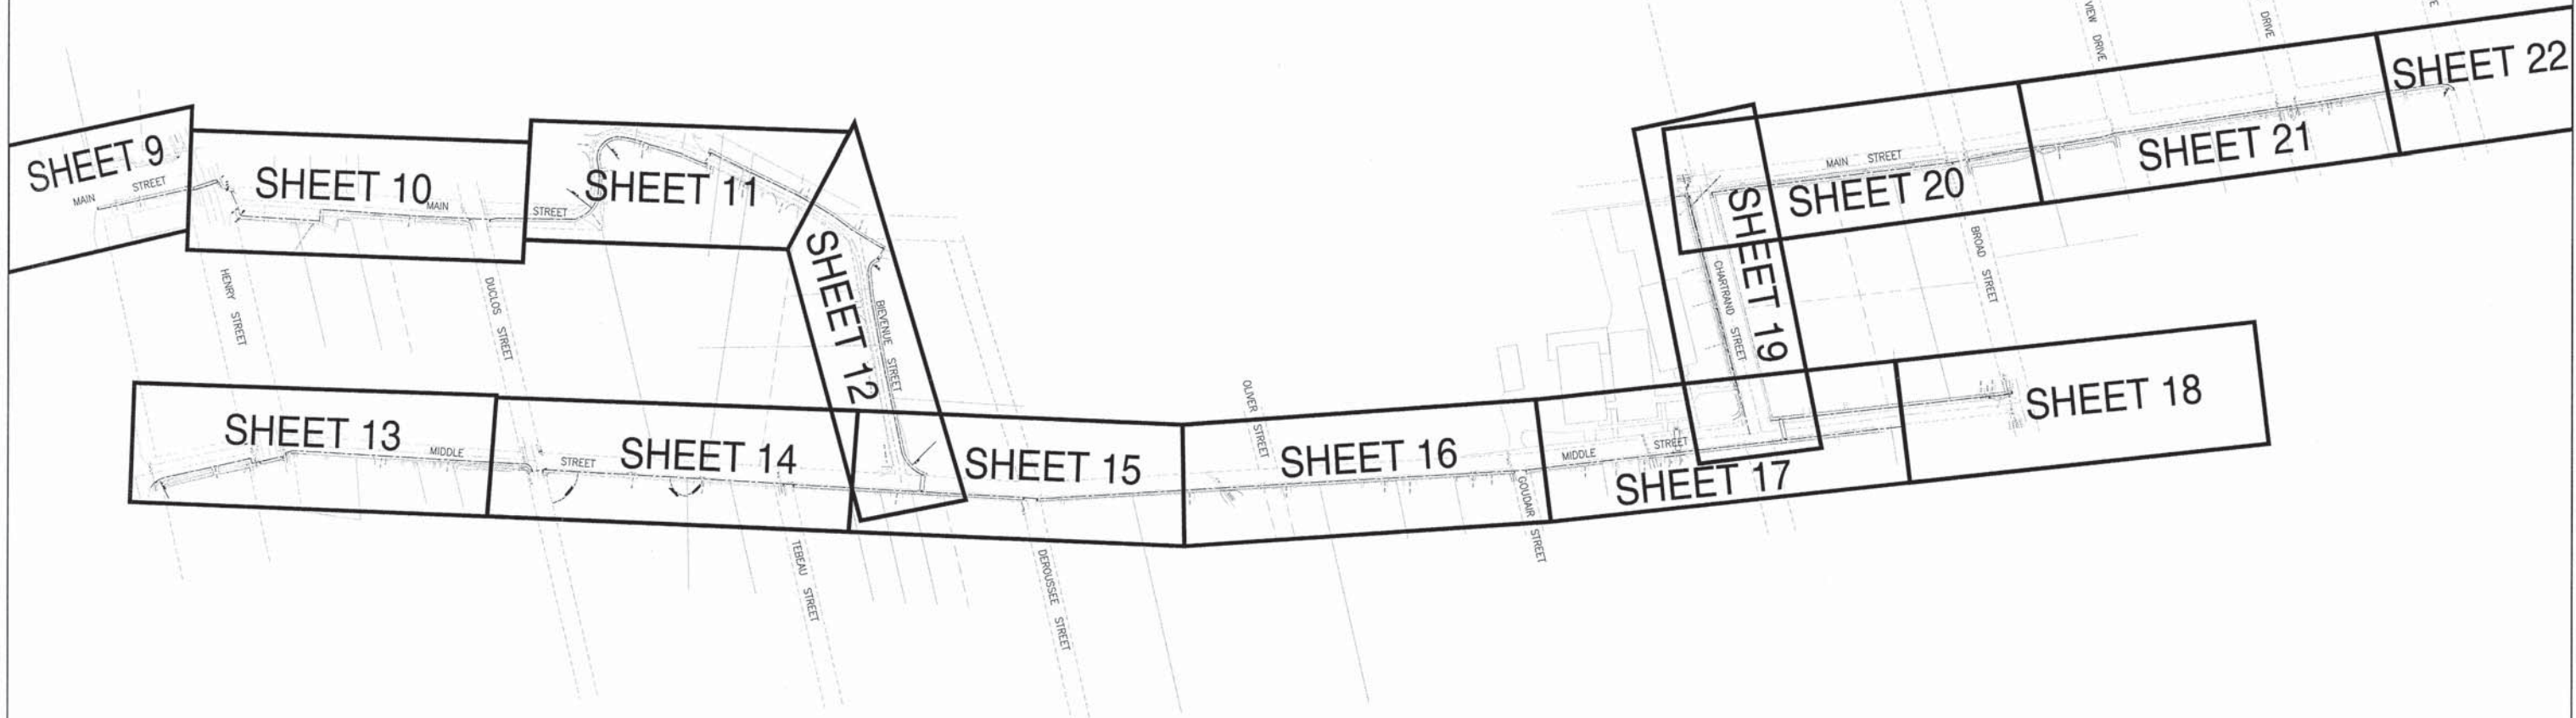 VIEW DRIVE
DRIVE
E
SHEET 9
MAIN STREET
SHEET 10
MAIN STREET
SHEET 11
SHEET 12
BIEVENUE STREET
HENRY STREET
DUCLOS STREET
SHEET 13
MIDDLE STREET
SHEET 14
SHEET 15
TEBEAU STREET
DEROUSSEE STREET
OLIVER STREET
SHEET 16
GOUDAIR STREET
MIDDLE STREET
SHEET 17
SHEET 18
SHEET 19
CHARTRAND STREET
MAIN STREET
SHEET 20
BROAD STREET
SHEET 21
SHEET 22